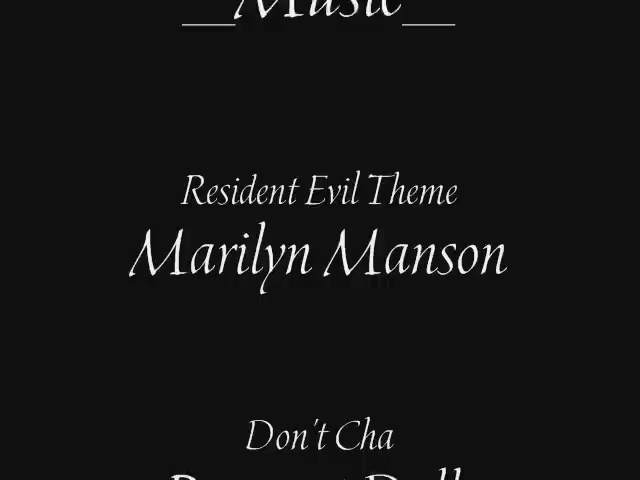 __Music__
Resident Evil Theme
Marilyn Manson
Don't Cha